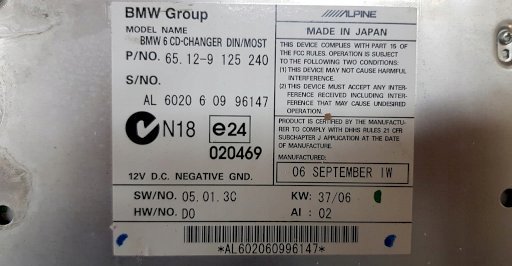 BMW Group
MODEL NAME
BMW 6 CD-CHANGER DIN/MOST
P/NO. 65.12-9 125 240
S/NO.
AL 6020 6 09 96147
N18 e24
020469
12V D.C. NEGATIVE GND.
ALPINE
MADE IN JAPAN
THIS DEVICE COMPLIES WITH PART 15 OF
THE FCC RULES. OPERATION IS SUBJECT
TO THE FOLLOWING TWO CONDITIONS:
(1) THIS DEVICE MAY NOT CAUSE HARMFUL
INTERFERENCE.
(2) THIS DEVICE MUST ACCEPT ANY INTER-
FERENCE RECEIVED INCLUDING INTER-
FERENCE THAT MAY CAUSE UNDESIRED
OPERATION.
PRODUCT IS CERTIFIED BY THE MANUFACTU-
RER TO COMPLY WITH DHHS RULES 21 CFR
SUBCHAPTER J APPLICATION AT THE DATE
OF MANUFACTURE.
MANUFACTURED:
06 SEPTEMBER IW
SW/NO. 05.01.30 KW: 37/06
HW/NO. D0 AI : 02
*AL602060996147*